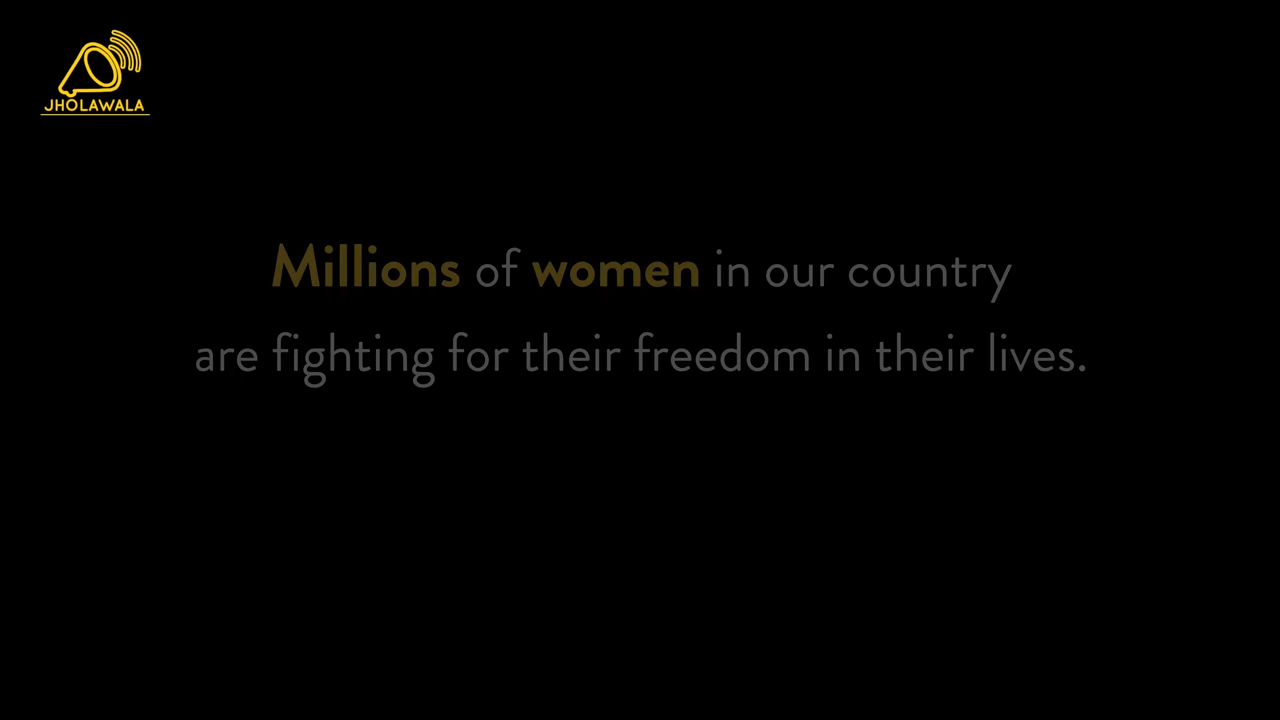 JHOLAWALA
Millions of women in our country
are fighting for their freedom in their lives.